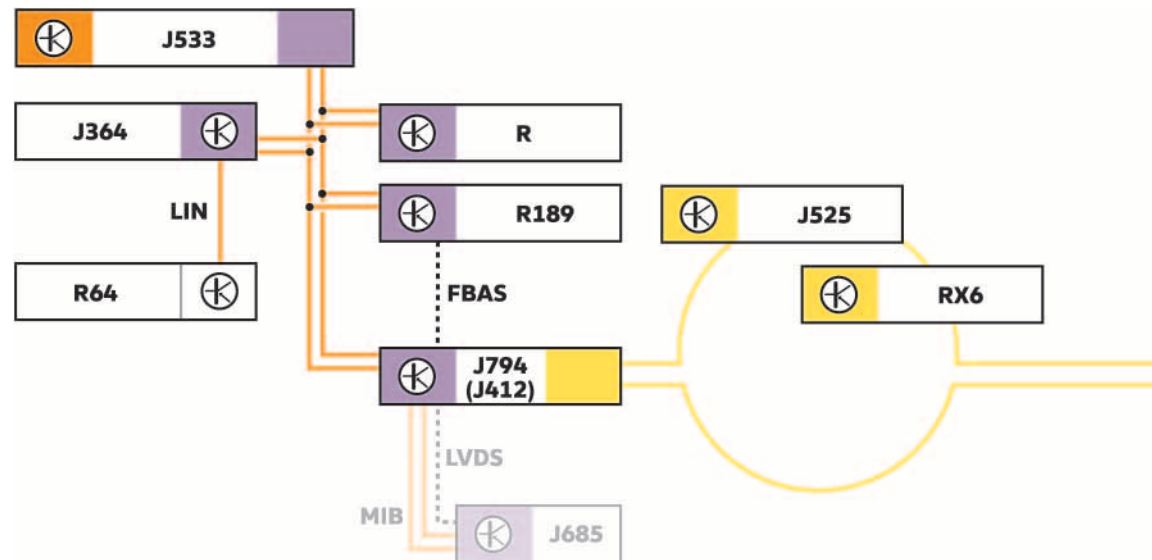 J533
J364
R
LIN
R189
J525
R64
FBAS
RX6
J794
(J412)
LVDS
MIB
J685